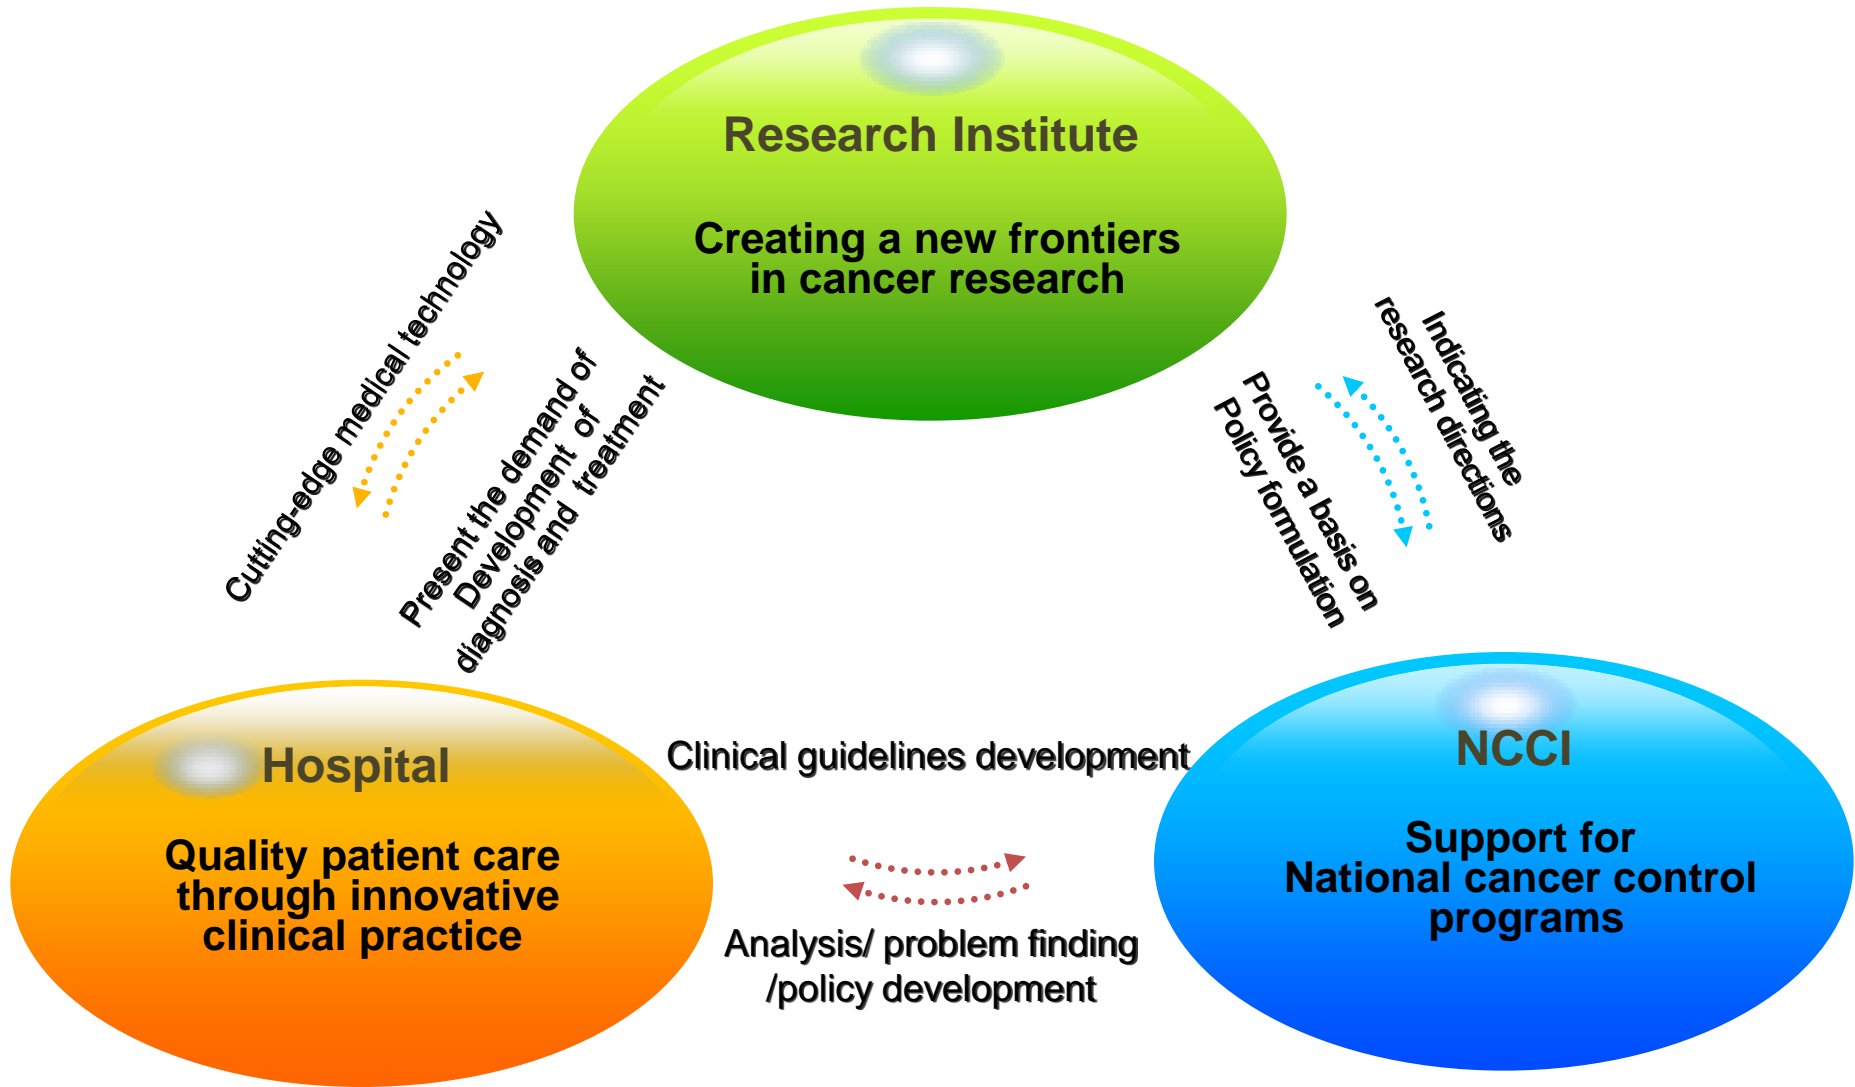 Research Institute
Creating a new frontiers
in cancer research
Cutting-edge medical technology
Present the demand of
Development of
diagnosis and treatment
Indicating the
research directions
Provide a basis on
Policy formulation
Hospital
Quality patient care
through innovative
clinical practice
Clinical guidelines development
Analysis/ problem finding
/policy development
NCCI
Support for
National cancer control
programs